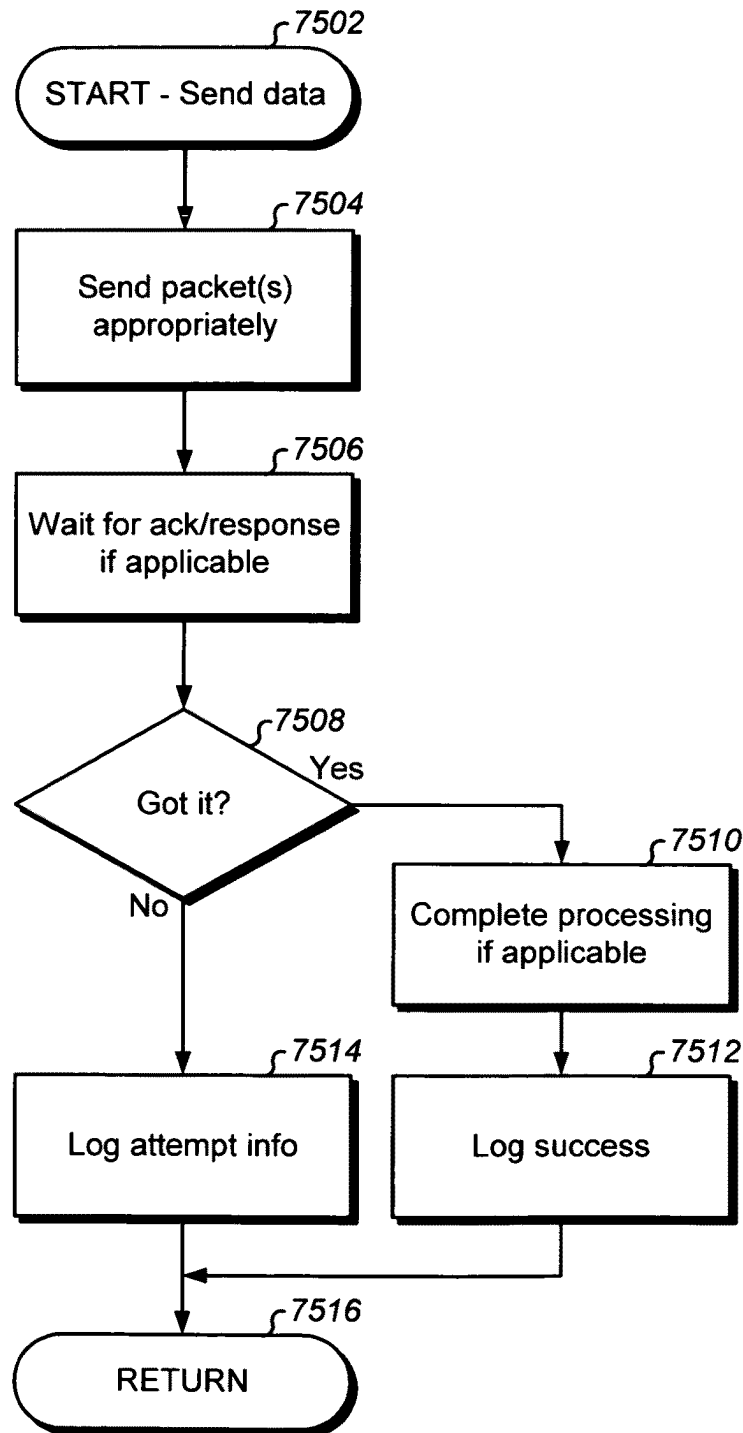 7502
START - Send data
7504
Send packet(s)
appropriately
7506
Wait for ack/response
if applicable
7508
Got it?
Yes
No
7510
Complete processing
if applicable
7514
Log attempt info
7512
Log success
7516
RETURN